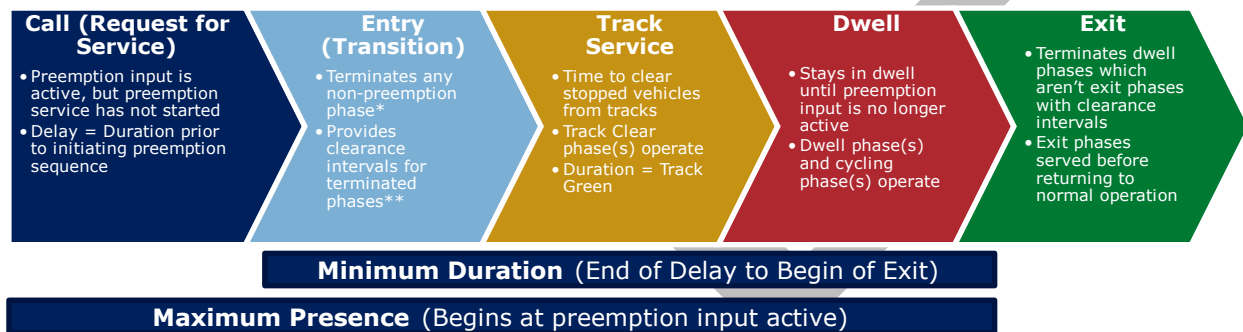 Call (Request for
Service)
• Preemption input is
active, but preemption
service has not started
• Delay = Duration prior
to initiating preemption
sequence
Entry
(Transition)
• Terminates any
non-preemption
phase*
• Provides
clearance
intervals for
terminated
phases**
Track
Service
• Time to clear
stopped vehicles
from tracks
• Track Clear
phase(s) operate
• Duration = Track
Green
Dwell
• Stays in dwell
until preemption
input is no longer
active
• Dwell phase(s)
and cycling
phase(s) operate
Exit
• Terminates dwell
phases which
aren't exit phases
with clearance
intervals
• Exit phases
served before
returning to
normal operation
Minimum Duration (End of Delay to Begin of Exit)
Maximum Presence (Begins at preemption input active)